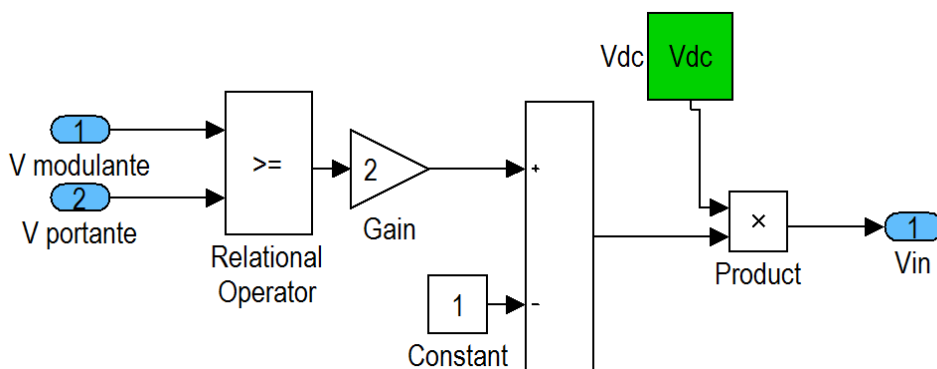 Vdc
Vdc
1
V modulante
2
V portante
>=
Relational
Operator
2
Gain
+
1
Constant
−
×
Product
1
Vin